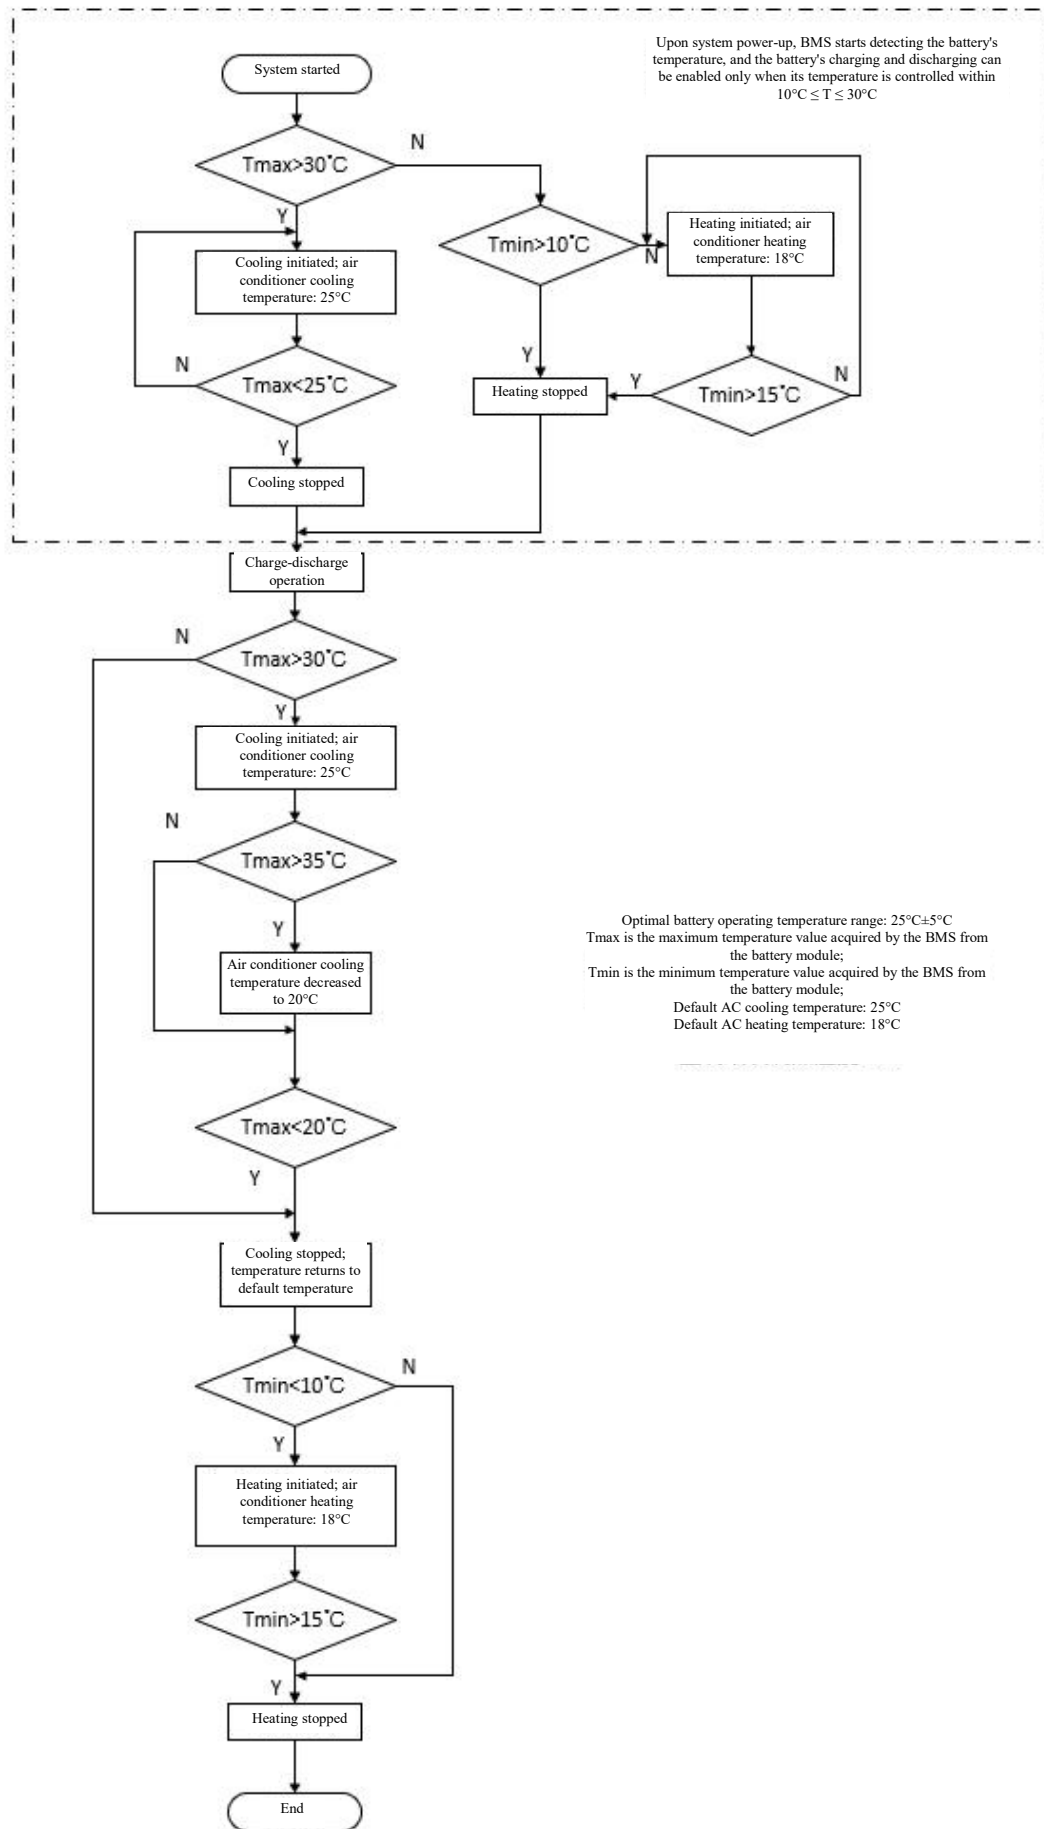 Upon system power-up, BMS starts detecting the battery's
temperature, and the battery's charging and discharging can
be enabled only when its temperature is controlled within
10°C ≤ T ≤ 30°C
System started
Tmax>30°C
N
Y
Tmin>10°C
N
Heating initiated; air
conditioner heating
temperature: 18°C
Cooling initiated; air
conditioner cooling
temperature: 25°C
N
Tmax<25°C
Y
Heating stopped
Y
Tmin>15°C
N
Y
Cooling stopped
Charge-discharge
operation
N
Tmax>30°C
Y
Cooling initiated; air
conditioner cooling
temperature: 25°C
N
Tmax>35°C
Y
Air conditioner cooling
temperature decreased
to 20°C
Optimal battery operating temperature range: 25°C±5°C
Tmax is the maximum temperature value acquired by the BMS from
the battery module;
Tmin is the minimum temperature value acquired by the BMS from
the battery module;
Default AC cooling temperature: 25°C
Default AC heating temperature: 18°C
Tmax<20°C
Y
Cooling stopped;
temperature returns to
default temperature
Tmin<10°C
N
Y
Heating initiated; air
conditioner heating
temperature: 18°C
Tmin>15°C
Y
Heating stopped
End